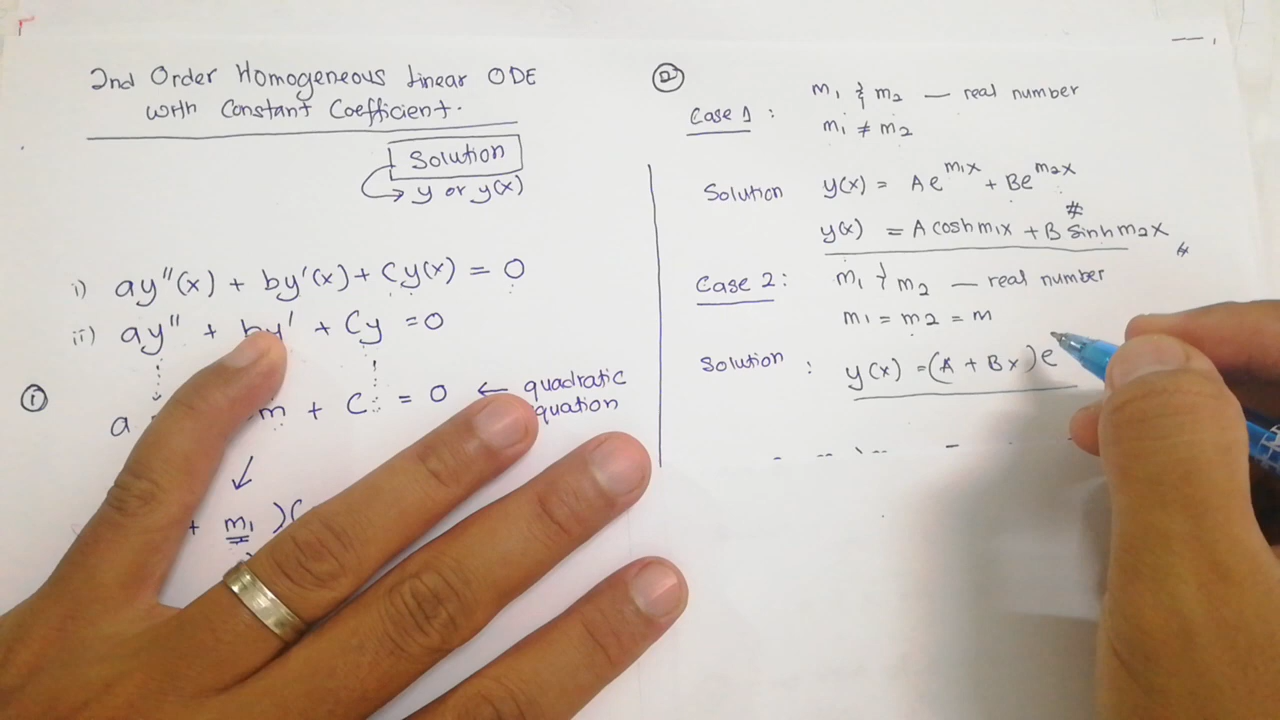 2nd Order Homogeneous Linear ODE
with Constant Coefficient.
Solution
y or y(x)
i) ay''(x) + by'(x) + Cy(x) = 0
ii) ay'' + by' + Cy = 0
① a m + C = 0 ← quadratic
quation
+ m₁ )(
②
Case 1 : m₁ & m₂ — real number
m₁ ≠ m₂
Solution y(x) = Ae^m₁x + Be^m₂x
#
y(x) = A cosh m₁x + B sinh m₂x
Case 2 : m₁ & m₂ — real number
m₁ = m₂ = m
Solution : y(x) = (A + Bx)e